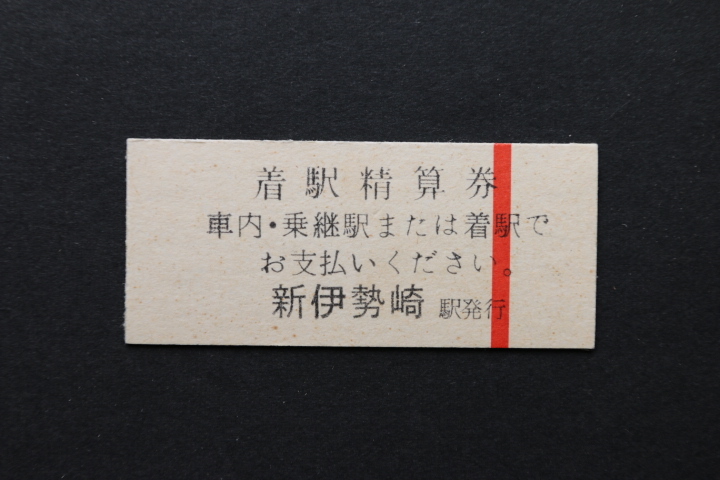 着駅精算券
車内・乗継駅または着駅で
お支払いください。
新伊勢崎 駅発行